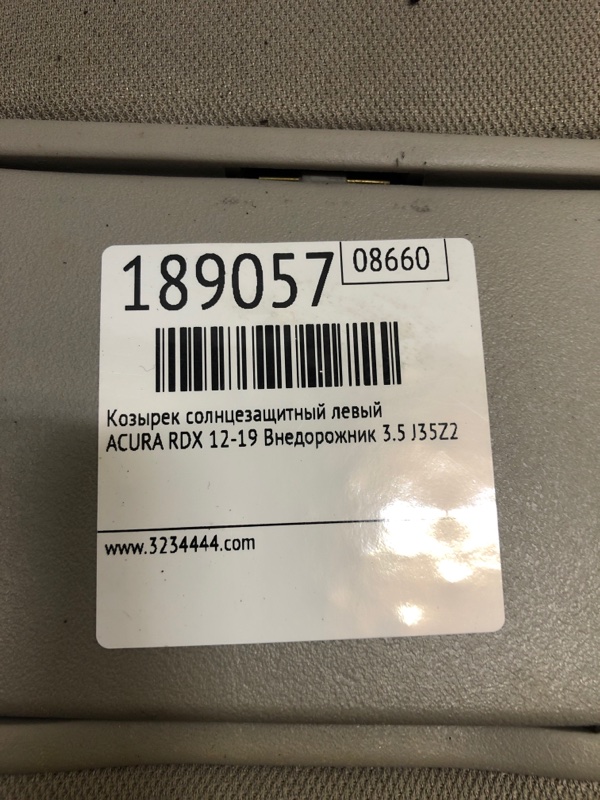 189057
08660
Козырек солнцезащитный левый
ACURA RDX 12-19 Внедорожник 3.5 J35Z2
www.3234444.com